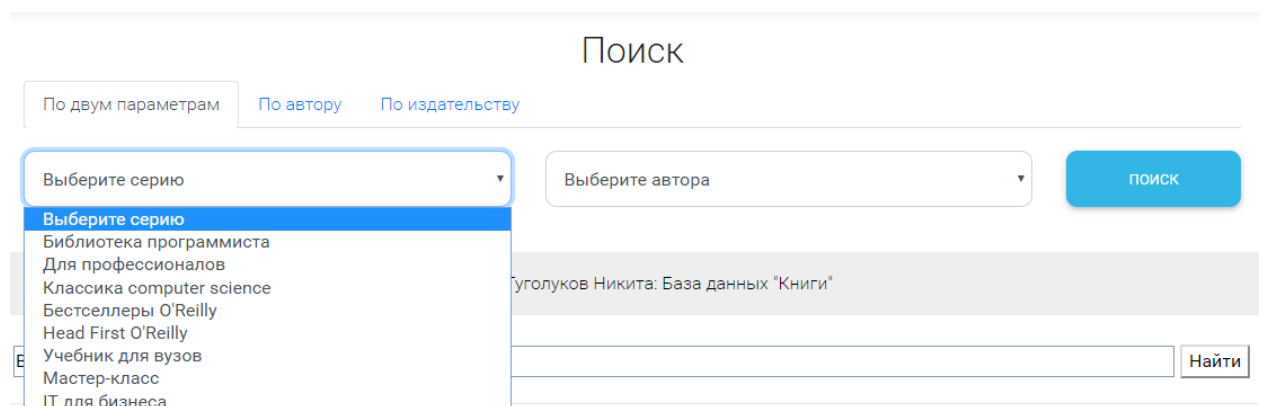 Поиск
По двум параметрам По автору По издательству
Выберите серию Выберите автора ПОИСК
Выберите серию
Библиотека программиста
Для профессионалов
Классика computer science
Бестселлеры O'Reilly
Head First O'Reilly
Учебник для вузов
Мастер-класс
IT для бизнеса
Гуголуков Никита: База данных "Книги"
Найти